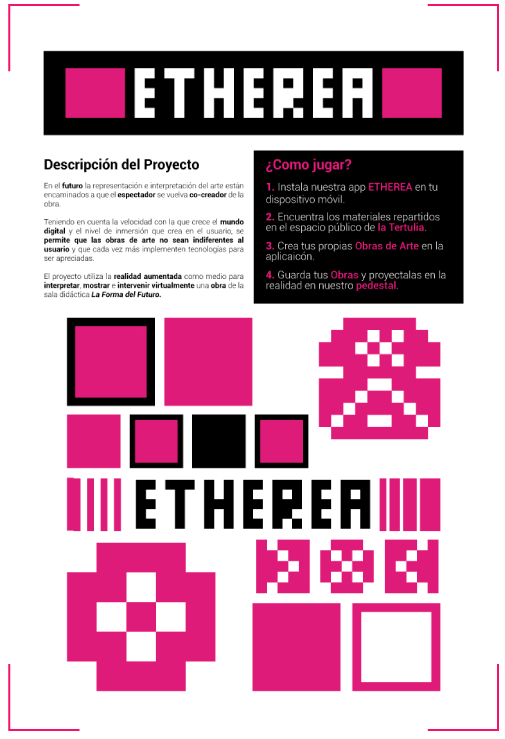 ETHEREA
Descripción del Proyecto
En el futuro la representación e interpretación del arte están
encaminados a que el espectador se vuelva co-creador de la
obra.
Teniendo en cuenta la velocidad con la que crece el mundo
digital y el nivel de inmersión que crea en el usuario, se
permite que las obras de arte no sean indiferentes al
usuario y que cada vez más implementen tecnologías para
ser apreciadas.
El proyecto utiliza la realidad aumentada como medio para
interpretar, mostrar e intervenir virtualmente una obra de la
sala didáctica La Forma del Futuro.
¿Como jugar?
1. Instala nuestra app ETHEREA en tu
dispositivo móvil.
2. Encuentra los materiales repartidos
en el espacio público de la Tertulia.
3. Crea tus propias Obras de Arte en la
aplicaicón.
4. Guarda tus Obras y proyectalas en la
realidad en nuestro pedestal.
ETHEREA